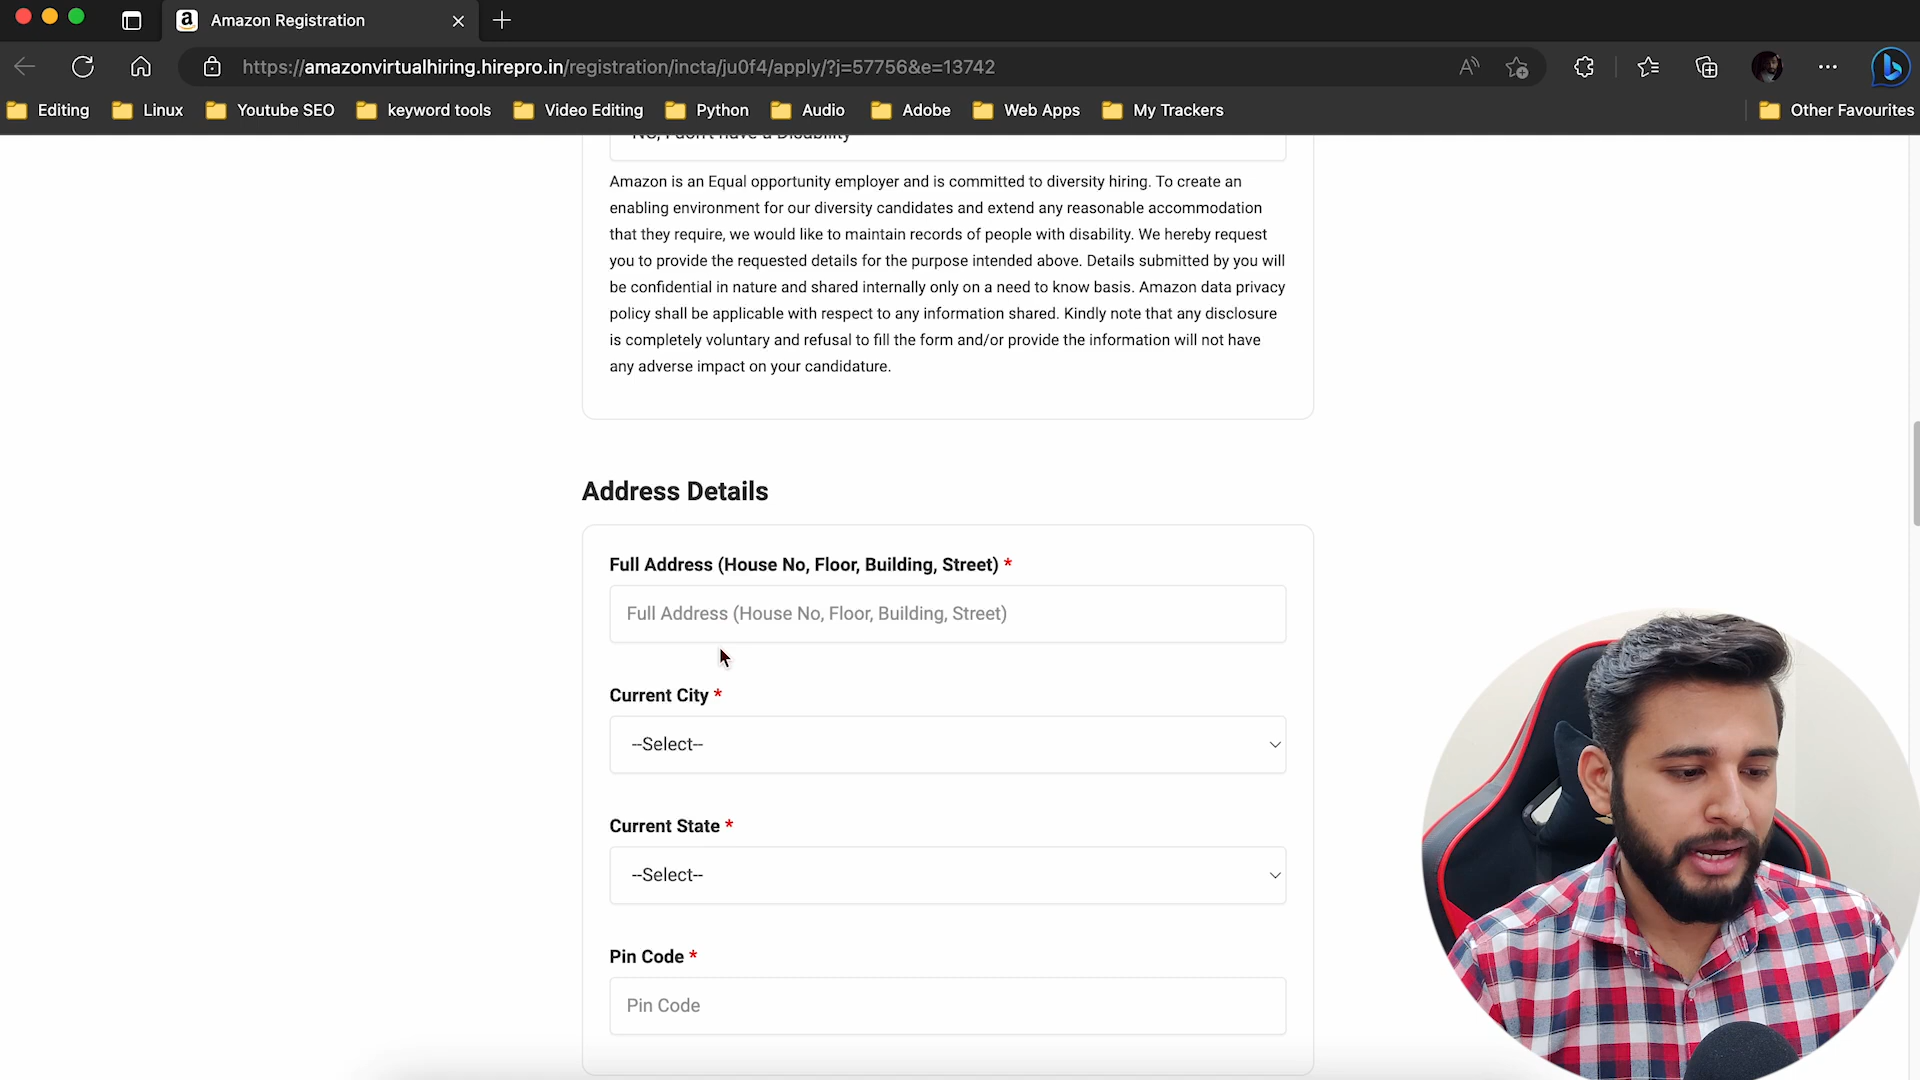 Amazon Registration
https://amazonvirtualhiring.hirepro.in/registration/incta/ju0f4/apply/?j=57756&e=13742
Editing Linux Youtube SEO keyword tools Video Editing Python Audio Adobe Web Apps My Trackers Other Favourites
No, I don't have a Disability
Amazon is an Equal opportunity employer and is committed to diversity hiring. To create an
enabling environment for our diversity candidates and extend any reasonable accommodation
that they require, we would like to maintain records of people with disability. We hereby request
you to provide the requested details for the purpose intended above. Details submitted by you will
be confidential in nature and shared internally only on a need to know basis. Amazon data privacy
policy shall be applicable with respect to any information shared. Kindly note that any disclosure
is completely voluntary and refusal to fill the form and/or provide the information will not have
any adverse impact on your candidature.
Address Details
Full Address (House No, Floor, Building, Street) *
Full Address (House No, Floor, Building, Street)
Current City *
--Select--
Current State *
--Select--
Pin Code *
Pin Code